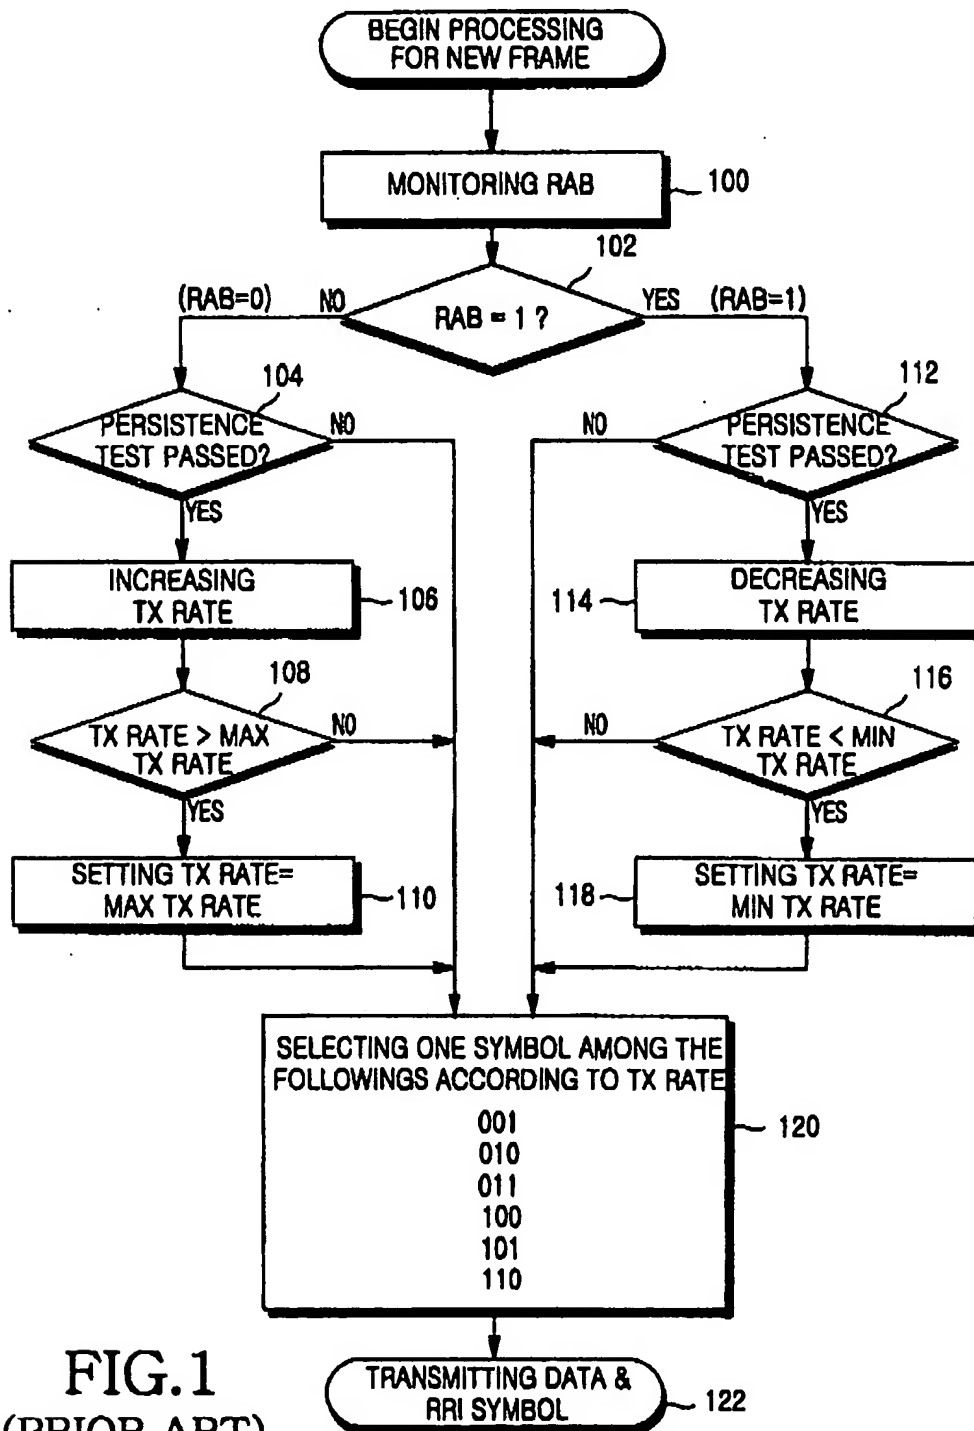 BEGIN PROCESSING
FOR NEW FRAME
MONITORING RAB
100
102
(RAB=0) NO
RAB = 1 ?
YES (RAB=1)
104
PERSISTENCE
TEST PASSED?
NO
YES
112
NO
PERSISTENCE
TEST PASSED?
YES
INCREASING
TX RATE
106
114
DECREASING
TX RATE
108
TX RATE > MAX
TX RATE
NO
YES
116
NO
TX RATE < MIN
TX RATE
YES
SETTING TX RATE=
MAX TX RATE
110
118
SETTING TX RATE=
MIN TX RATE
SELECTING ONE SYMBOL AMONG THE
FOLLOWINGS ACCORDING TO TX RATE
001
010
011
100
101
110
120
TRANSMITTING DATA &
RRI SYMBOL
122
FIG.1
(PRIOR ART)